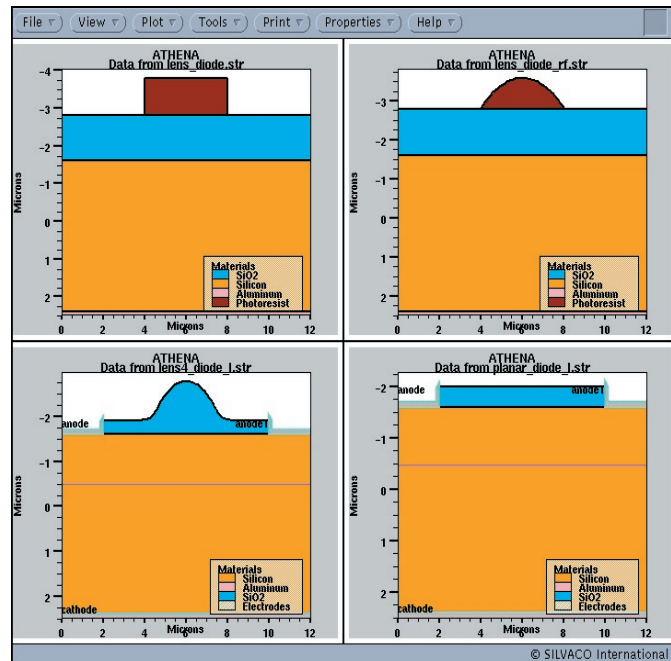 File View Plot Tools Print Properties Help
ATHENA
Data from lens_diode.str
-4
-3
-2
-1
0
1
2
Microns
0 2 4 6 8 10 12
Microns
Materials
SiO2
Silicon
Aluminum
Photoresist
ATHENA
Data from lens_diode_rf.str
-3
-2
-1
0
1
2
Microns
0 2 4 6 8 10 12
Microns
Materials
SiO2
Silicon
Aluminum
Photoresist
ATHENA
Data from lens4_diode_l.str
-2
-1
0
1
2
Microns
anode
anode1
cathode
0 2 4 6 8 10 12
Microns
Materials
Silicon
Aluminum
SiO2
Electrodes
ATHENA
Data from planar_diode_l.str
-2
-1
0
1
2
Microns
anode
anode1
cathode
0 2 4 6 8 10 12
Microns
Materials
Silicon
Aluminum
SiO2
Electrodes
© SILVACO International